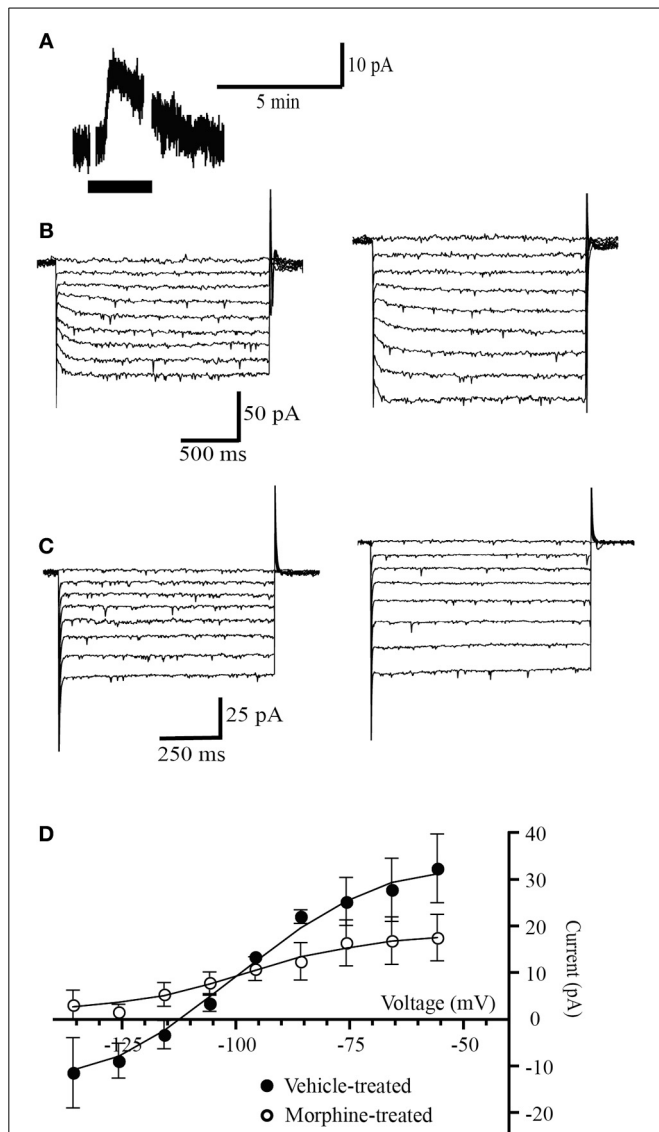 A
10 pA
5 min
B
50 pA
500 ms
C
25 pA
250 ms
D
40
30
20
10
0
-10
-20
Current (pA)
Voltage (mV)
-125
-100
-75
-50
Vehicle-treated
Morphine-treated